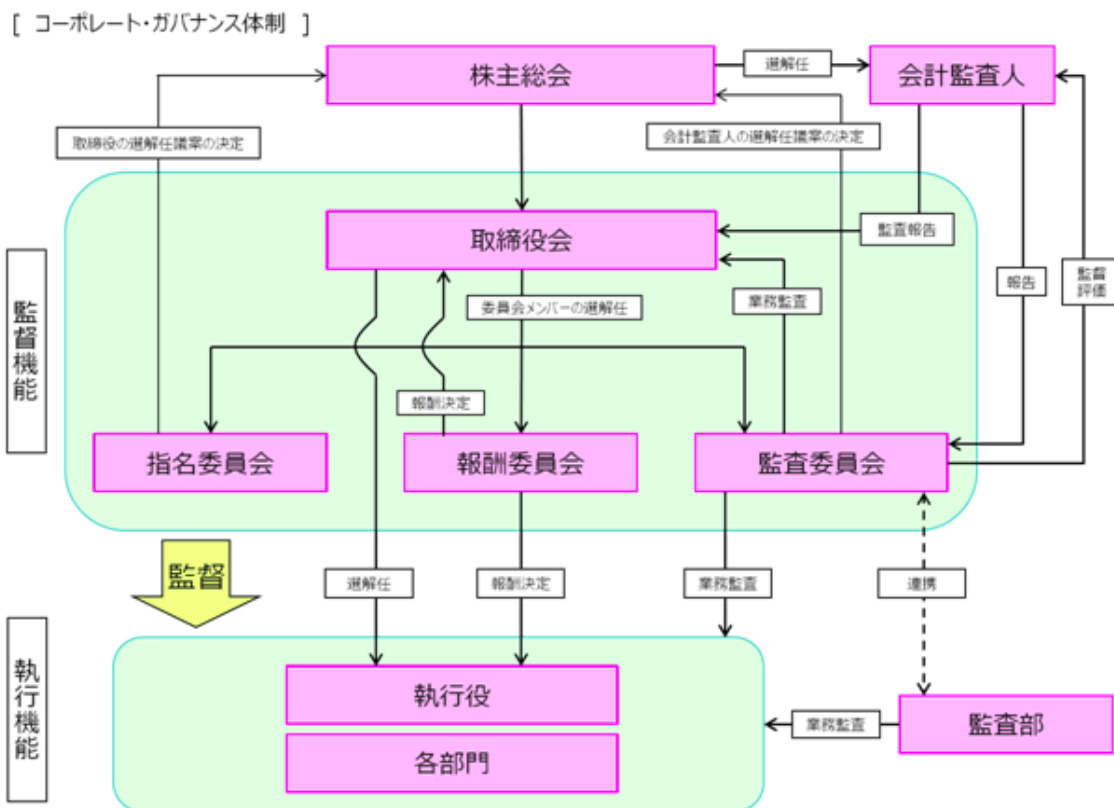 [ コーポレート・ガバナンス体制 ]
株主総会
選解任
会計監査人
取締役の選解任議案の決定
会計監査人の選解任議案の決定
取締役会
監査報告
監督機能
委員会メンバーの選解任
業務監査
報告
監督
評価
報酬決定
指名委員会
報酬委員会
監査委員会
監督
選解任
報酬決定
業務監査
連携
執行機能
執行役
業務監査
監査部
各部門